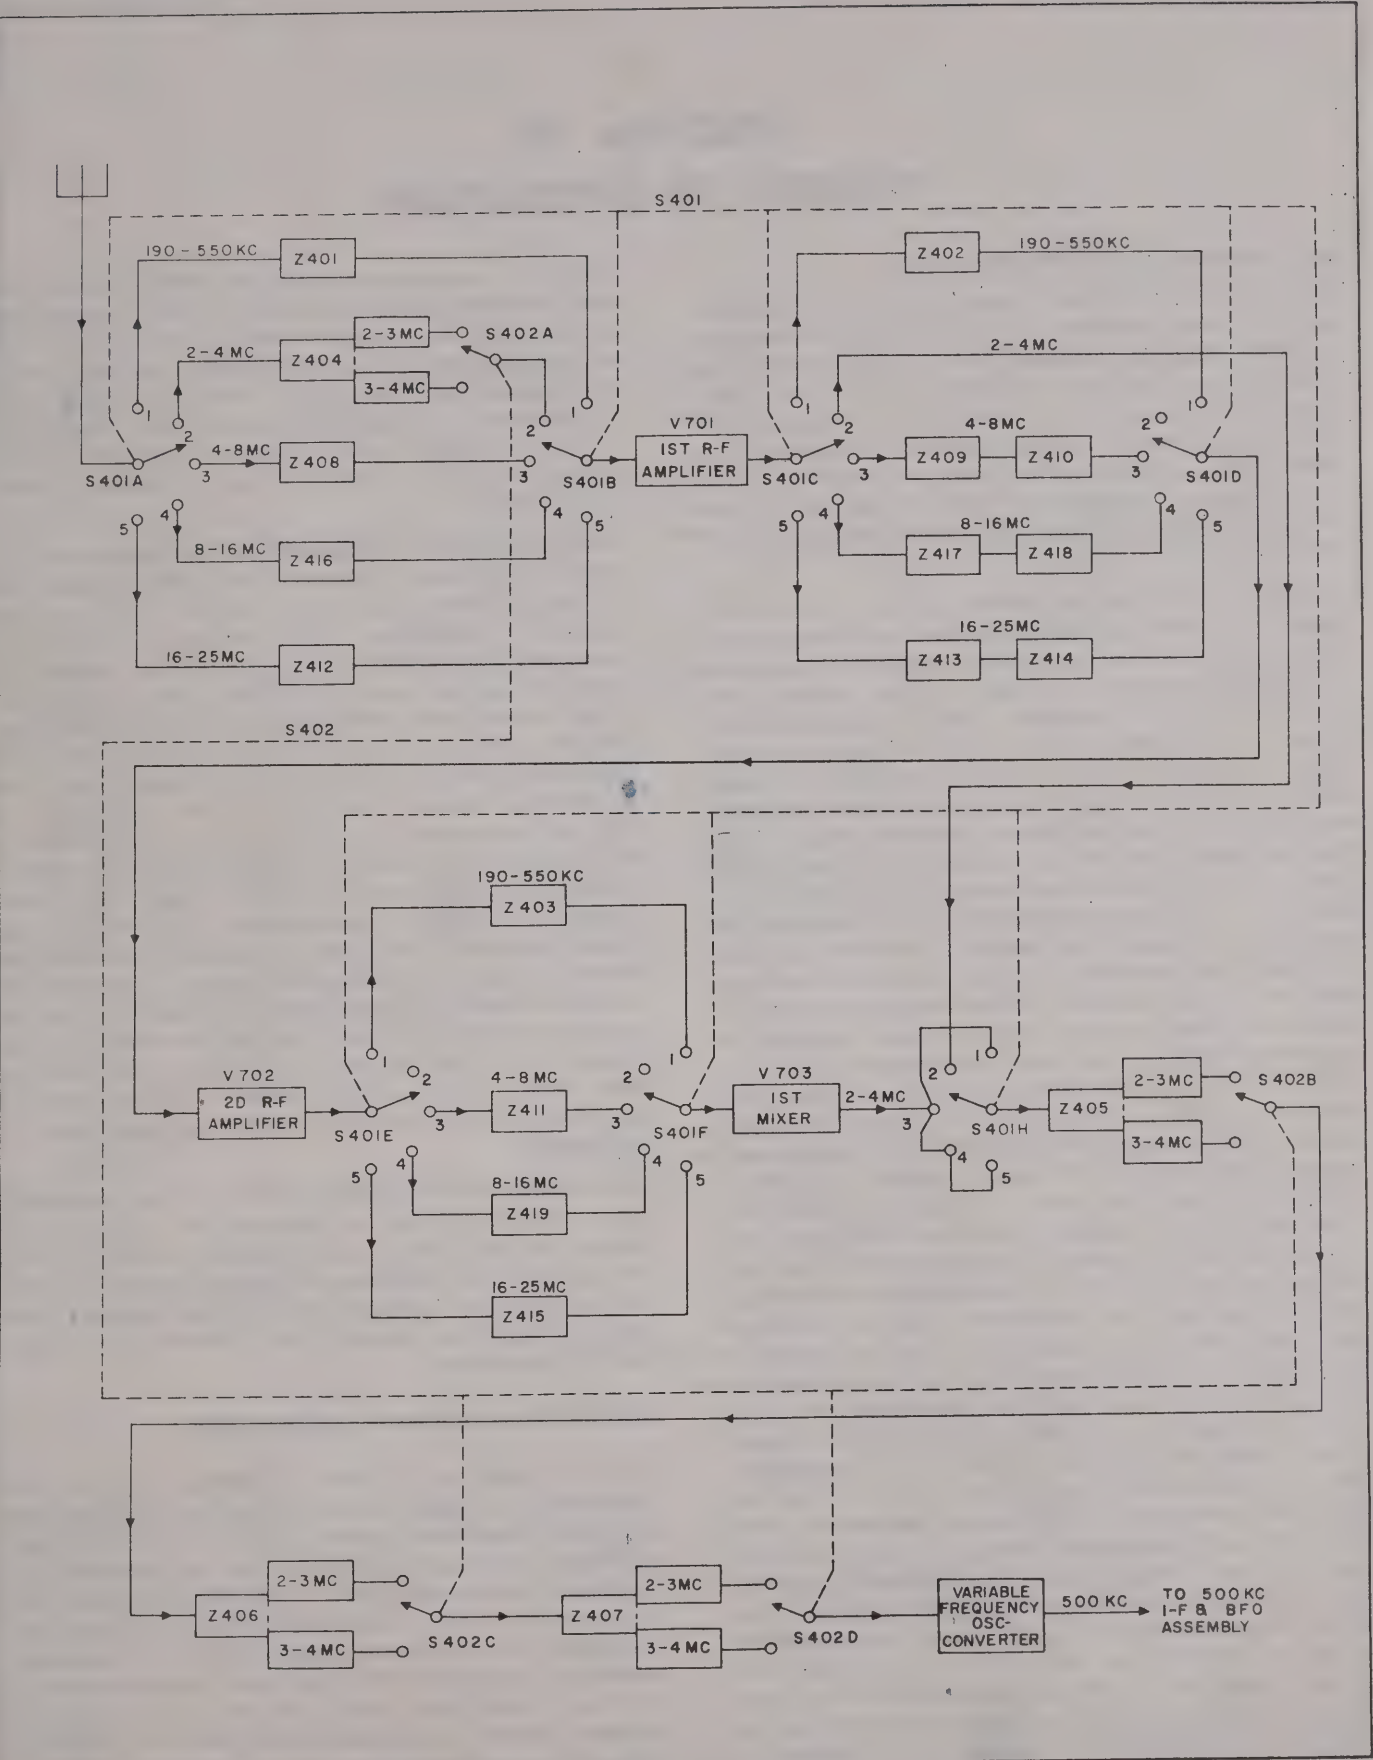 S401
190-550KC
Z401
Z402
190-550KC
2-3MC
S402A
2-4MC
Z404
2-4MC
3-4MC
1
2
1
2
V701
1
2
1
2
4-8MC
Z408
3
3
1ST R-F
AMPLIFIER
4-8MC
Z409
Z410
3
3
S401A
S401B
S401C
S401D
4
5
4
5
4
5
4
5
8-16MC
Z416
8-16MC
Z417
Z418
16-25MC
Z412
16-25MC
Z413
Z414
S402
190-550KC
Z403
1
2
1
2
V702
2D R-F
AMPLIFIER
4-8MC
Z411
3
3
S401E
S401F
V703
1ST
MIXER
2-4MC
1
2
3
S401H
4
5
Z405
2-3MC
3-4MC
S402B
4
5
4
5
8-16MC
Z419
16-25MC
Z415
2-3MC
Z406
3-4MC
S402C
2-3MC
Z407
3-4MC
S402D
VARIABLE
FREQUENCY
OSC-
CONVERTER
500 KC
TO 500KC
I-F & BFO
ASSEMBLY